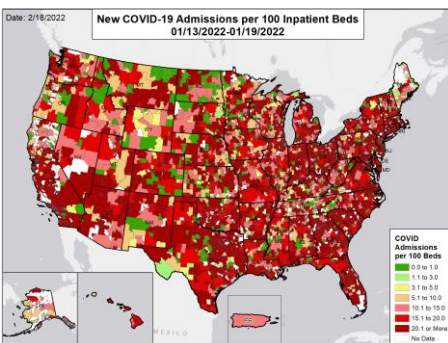 Date: 2/18/2022
New COVID-19 Admissions per 100 Inpatient Beds
01/13/2022-01/19/2022
COVID
Admissions
per 100 Beds
0.0 to 1.0
1.1 to 3.0
3.1 to 5.0
5.1 to 10.0
10.1 to 15.0
15.1 to 20.0
20.1 or More
No Data
MEXICO